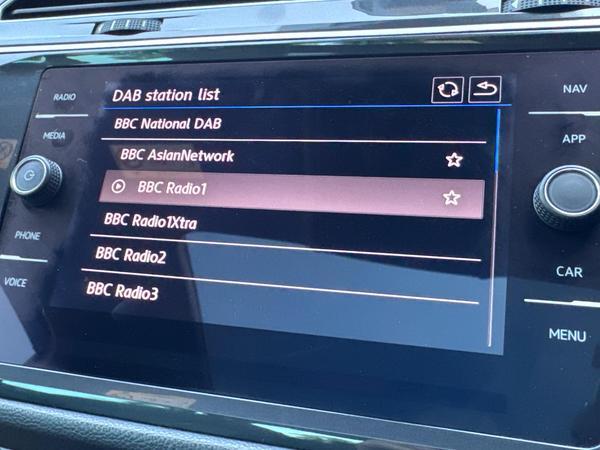 DAB station list
BBC National DAB
BBC AsianNetwork
BBC Radio1
BBC Radio1Xtra
BBC Radio2
BBC Radio3
RADIO
MEDIA
PHONE
VOICE
NAV
APP
CAR
MENU